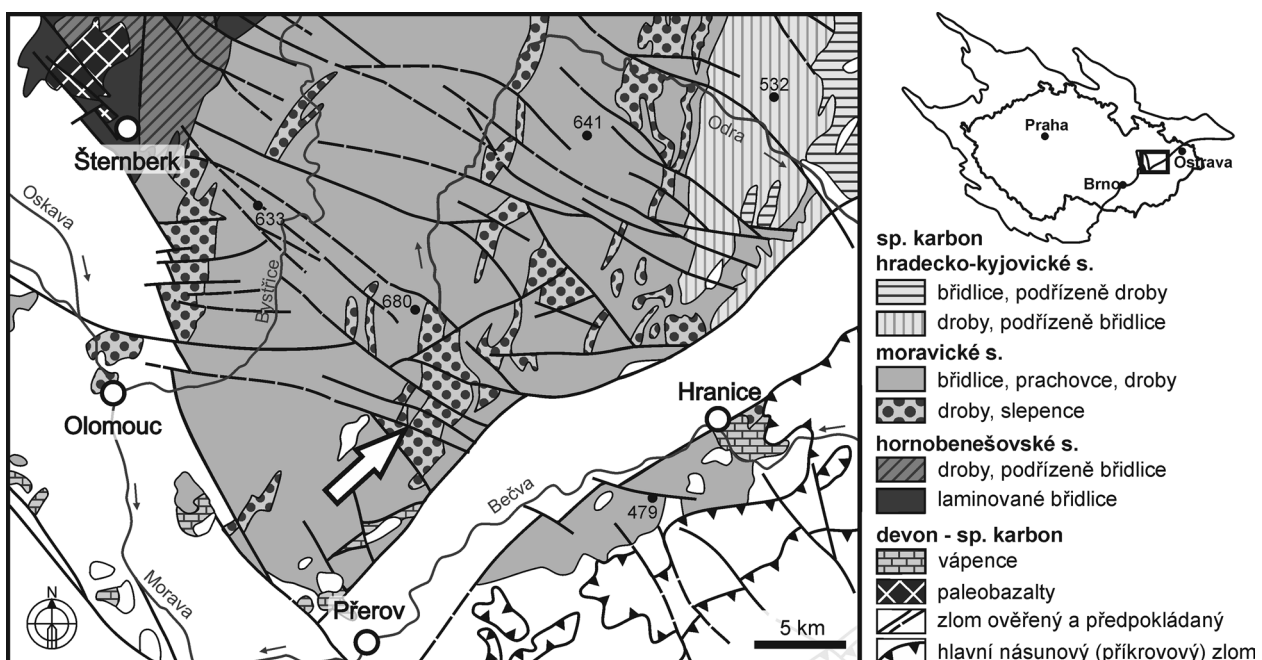 532
641
Odra
Šternberk
Oskava
633
Bystřice
680
Olomouc
Hranice
Bečva
479
Morava
N
Přerov
5 km
Praha
Ostrava
Brno
sp. karbon
hradecko-kyjovické s.
břidlice, podřízeně droby
droby, podřízeně břidlice
moravické s.
břidlice, prachovce, droby
droby, slepence
hornobenešovské s.
droby, podřízeně břidlice
laminované břidlice
devon - sp. karbon
vápence
paleobazalty
zlom ověřený a předpokládaný
hlavní násunový (příkrovový) zlom